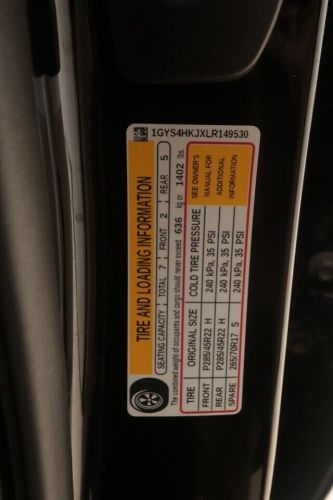 1GYS4HKJXLR149530
TIRE AND LOADING INFORMATION
SEATING CAPACITY TOTAL 7 FRONT 2 REAR 5
The combined weight of occupants and cargo should never exceed 636 kg or 1402 lbs.
TIRE ORIGINAL SIZE COLD TIRE PRESSURE
FRONT P285/45R22 H 240 kPa, 35 PSI
REAR P285/45R22 H 240 kPa, 35 PSI
SPARE 265/70R17 S 240 kPa, 35 PSI
SEE OWNER'S
MANUAL FOR
ADDITIONAL
INFORMATION